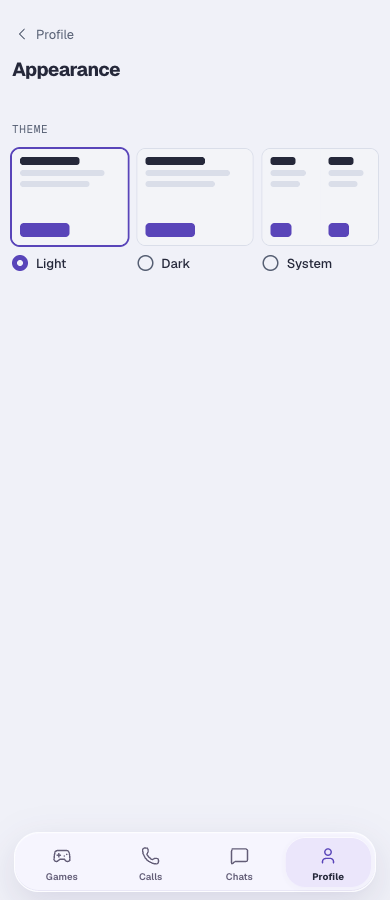 Profile
Appearance
THEME
Light
Dark
System
Games
Calls
Chats
Profile